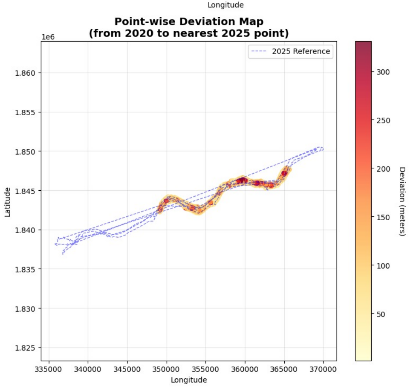 Longitude
Point-wise Deviation Map
(from 2020 to nearest 2025 point)
1e6
2025 Reference
1.860
1.855
1.850
1.845
1.840
1.835
1.830
1.825
Latitude
335000 340000 345000 350000 355000 360000 365000 370000
Longitude
300
250
200
150
100
50
Deviation (meters)